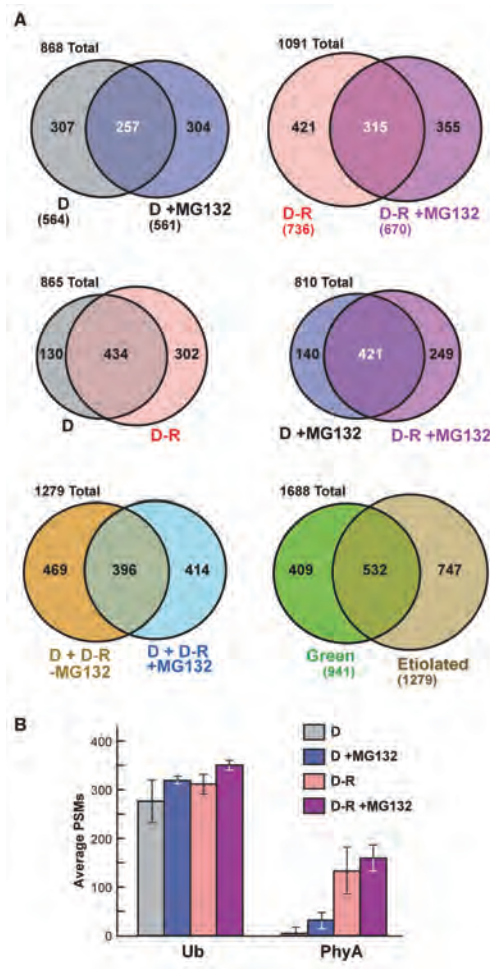 A
868 Total
1091 Total
307 257 304
421 315 355
D
(564)
D +MG132
(561)
D-R
(736)
D-R +MG132
(670)
865 Total
810 Total
130 434 302
140 421 249
D
D-R
D +MG132
D-R +MG132
1279 Total
1688 Total
469 396 414
409 532 747
D + D-R
-MG132
D + D-R
+MG132
Green
(941)
Etiolated
(1279)
B
Average PSMs
400
300
200
100
0
D
D +MG132
D-R
D-R +MG132
Ub
PhyA